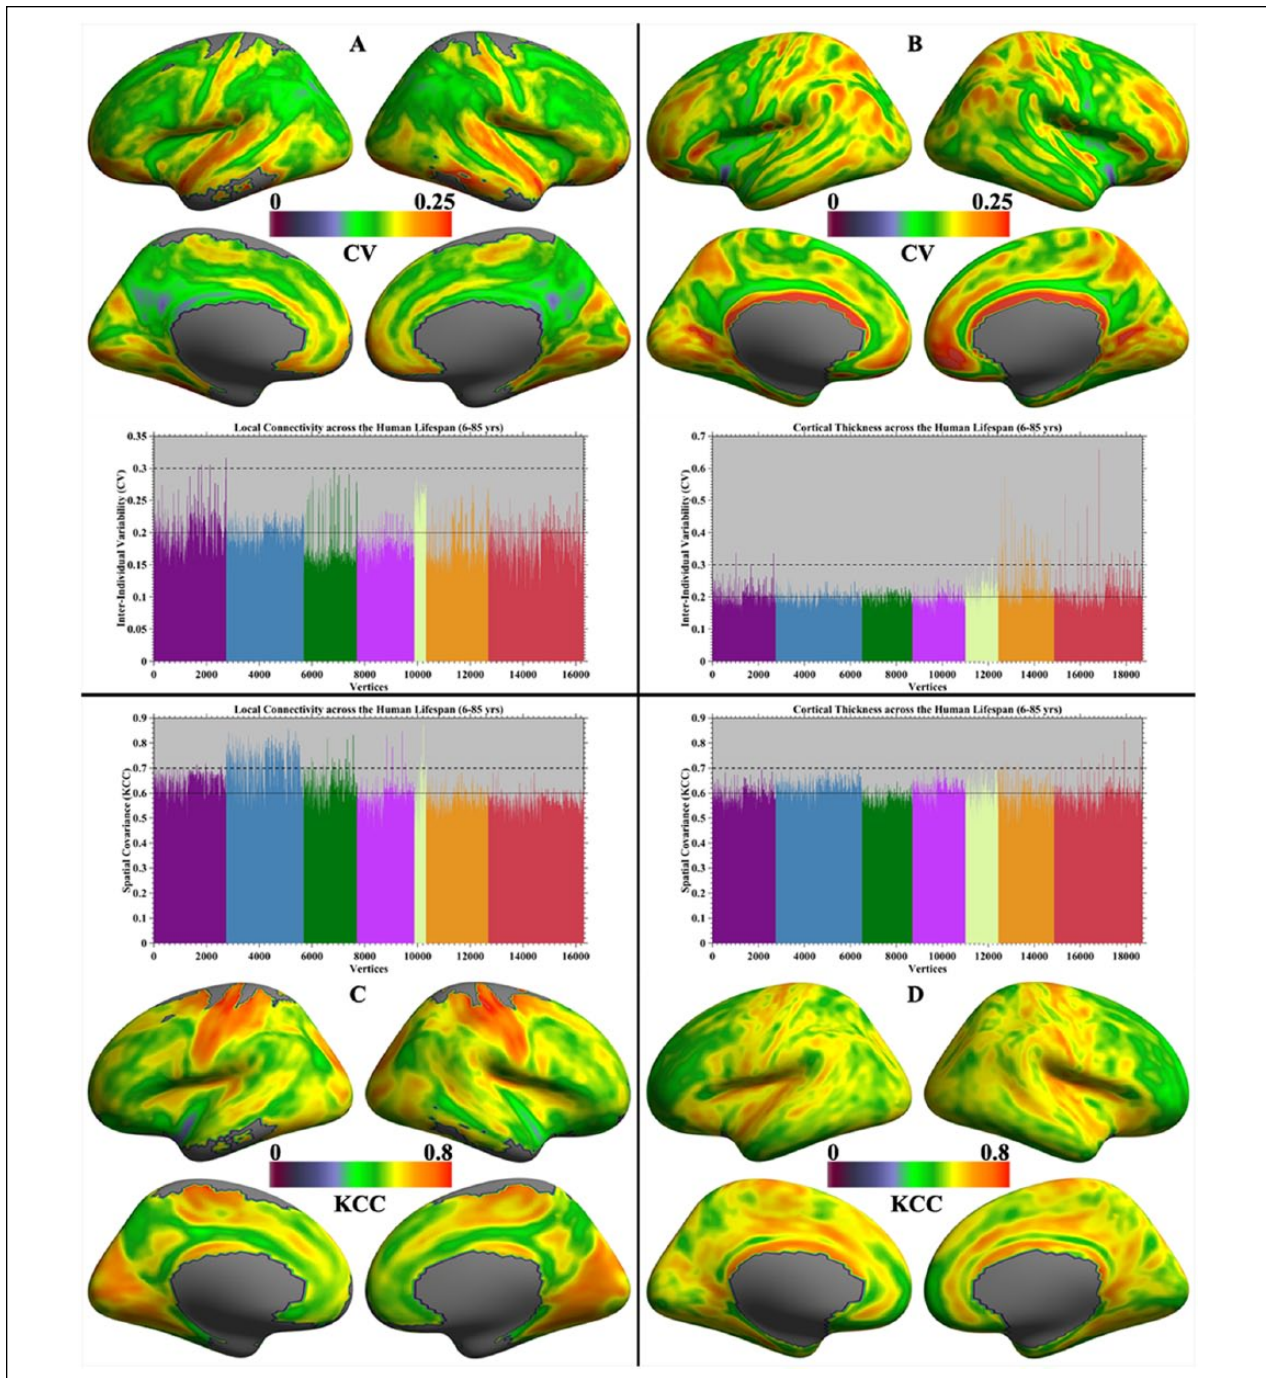 A
B
0 0.25
0 0.25
CV
CV
Local Connectivity across the Human Lifespan (6-85 yrs)
Cortical Thickness across the Human Lifespan (6-85 yrs)
Inter-Individual Variability (CV)
0.35
0.3
0.25
0.2
0.15
0.1
0.05
0
0 2000 4000 6000 8000 10000 12000 14000 16000
Vertices
Inter-Individual Variability (CV)
0.7
0.6
0.5
0.4
0.3
0.2
0.1
0
0 2000 4000 6000 8000 10000 12000 14000 16000 18000
Vertices
Local Connectivity across the Human Lifespan (6-85 yrs)
Cortical Thickness across the Human Lifespan (6-85 yrs)
Spatial Covariance (KCC)
0.9
0.8
0.7
0.6
0.5
0.4
0.3
0.2
0.1
0
0 2000 4000 6000 8000 10000 12000 14000 16000
Vertices
Spatial Covariance (KCC)
0.9
0.8
0.7
0.6
0.5
0.4
0.3
0.2
0.1
0
0 2000 4000 6000 8000 10000 12000 14000 16000 18000
Vertices
C
D
0 0.8
0 0.8
KCC
KCC